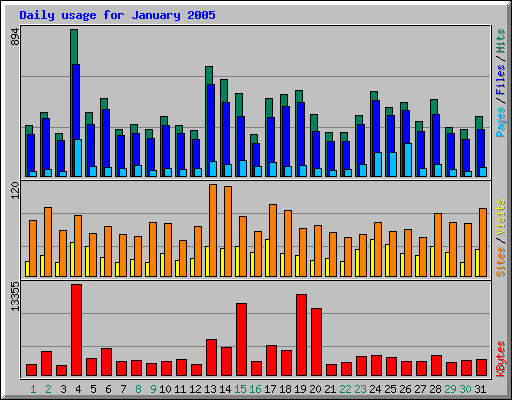 Daily usage for January 2005
894
Pages / Files / Hits
120
Sites / Visits
13355
KBytes
1 2 3 4 5 6 7 8 9 10 11 12 13 14 15 16 17 18 19 20 21 22 23 24 25 26 27 28 29 30 31